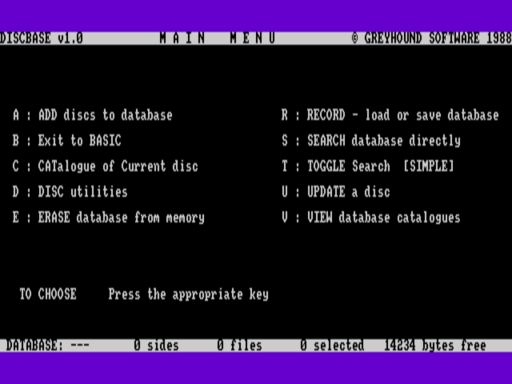 DISCBASE v1.0 M A I N M E N U © GREYHOUND SOFTWARE 1988
A : ADD discs to database R : RECORD - load or save database
B : Exit to BASIC S : SEARCH database directly
C : CATalogue of Current disc T : TOGGLE Search [SIMPLE]
D : DISC utilities U : UPDATE a disc
E : ERASE database from memory V : VIEW database catalogues
TO CHOOSE Press the appropriate key
DATABASE: --- 0 sides 0 files 0 selected 14234 bytes free